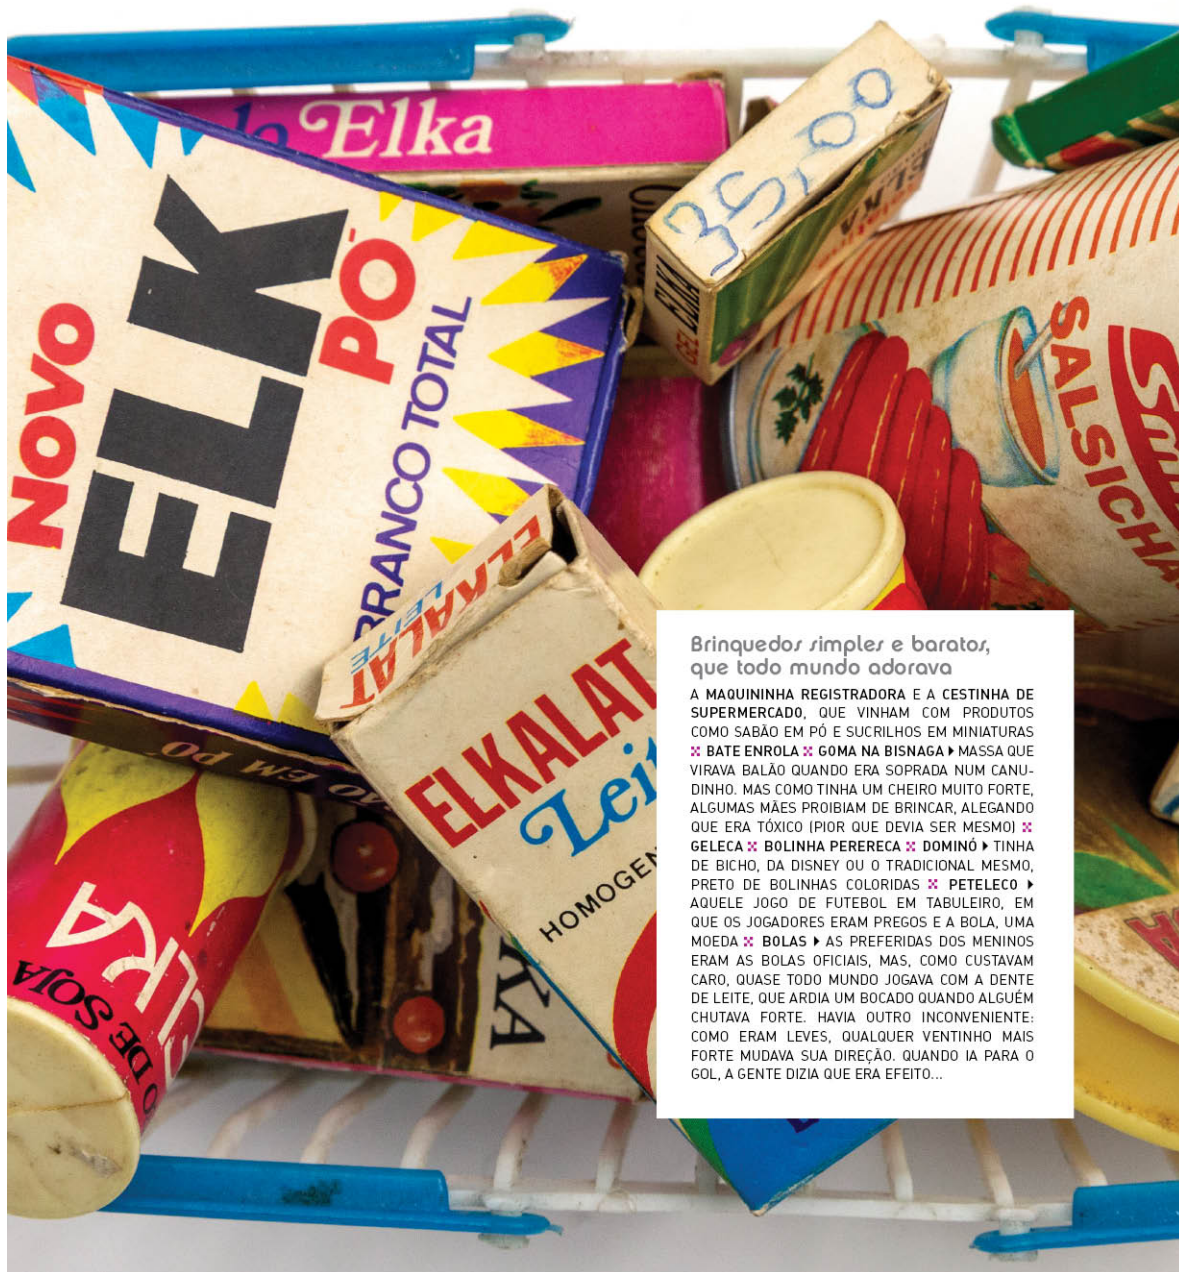 Elka
35,00
ELKA
GEL ELKA
NOVO
ELK
PÓ
BRANCO TOTAL
SALSICHA
EM PÓ
ELKALAT
LEITE
ELKALAT
Leit
HOMOGEN
O DE SOJA
ELKA
KA
Brinquedos simples e baratos,
que todo mundo adorava
A MAQUININHA REGISTRADORA E A CESTINHA DE
SUPERMERCADO, QUE VINHAM COM PRODUTOS
COMO SABÃO EM PÓ E SUCRILHOS EM MINIATURAS
BATE ENROLA GOMA NA BISNAGA MASSA QUE
VIRAVA BALÃO QUANDO ERA SOPRADA NUM CANU-
DINHO. MAS COMO TINHA UM CHEIRO MUITO FORTE,
ALGUMAS MÃES PROIBIAM DE BRINCAR, ALEGANDO
QUE ERA TÓXICO (PIOR QUE DEVIA SER MESMO)
GELECA BOLINHA PERERECA DOMINÓ TINHA
DE BICHO, DA DISNEY OU O TRADICIONAL MESMO,
PRETO DE BOLINHAS COLORIDAS PETELECO
AQUELE JOGO DE FUTEBOL EM TABULEIRO, EM
QUE OS JOGADORES ERAM PREGOS E A BOLA, UMA
MOEDA BOLAS AS PREFERIDAS DOS MENINOS
ERAM AS BOLAS OFICIAIS, MAS, COMO CUSTAVAM
CARO, QUASE TODO MUNDO JOGAVA COM A DENTE
DE LEITE, QUE ARDIA UM BOCADO QUANDO ALGUÉM
CHUTAVA FORTE. HAVIA OUTRO INCONVENIENTE:
COMO ERAM LEVES, QUALQUER VENTINHO MAIS
FORTE MUDAVA SUA DIREÇÃO. QUANDO IA PARA O
GOL, A GENTE DIZIA QUE ERA EFEITO...